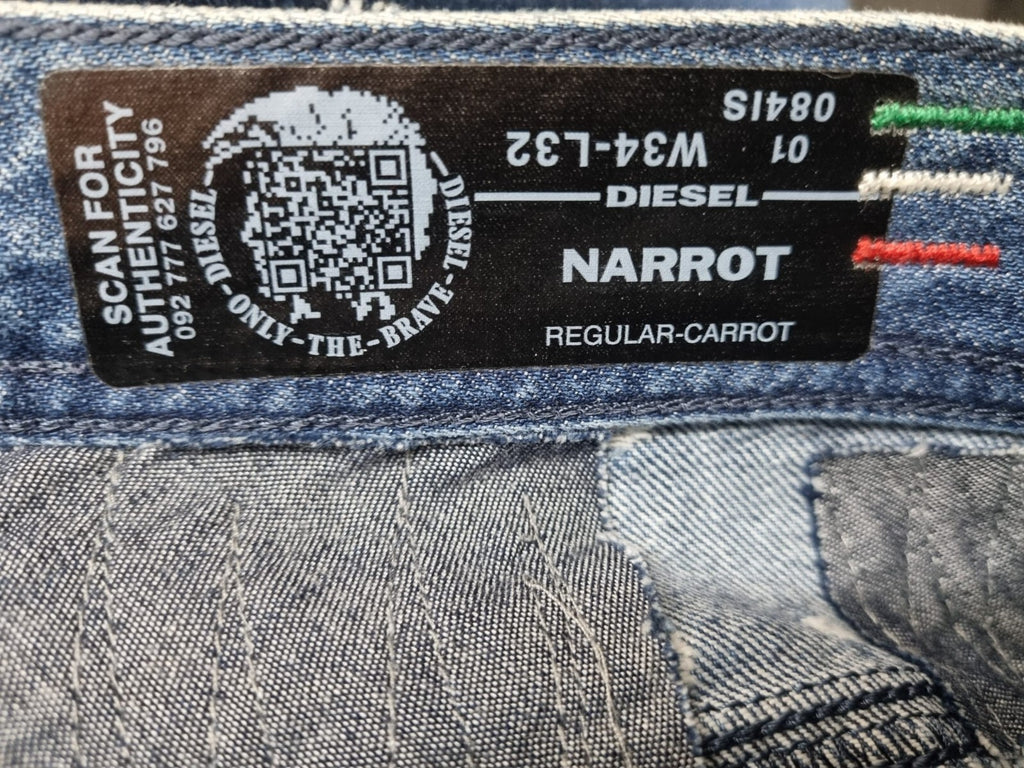 SCAN FOR
AUTHENTICITY
092 777 627 796
DIESEL-ONLY-THE-BRAVE-DIESEL
084IS
01 W34-L32
DIESEL
NARROT
REGULAR-CARROT